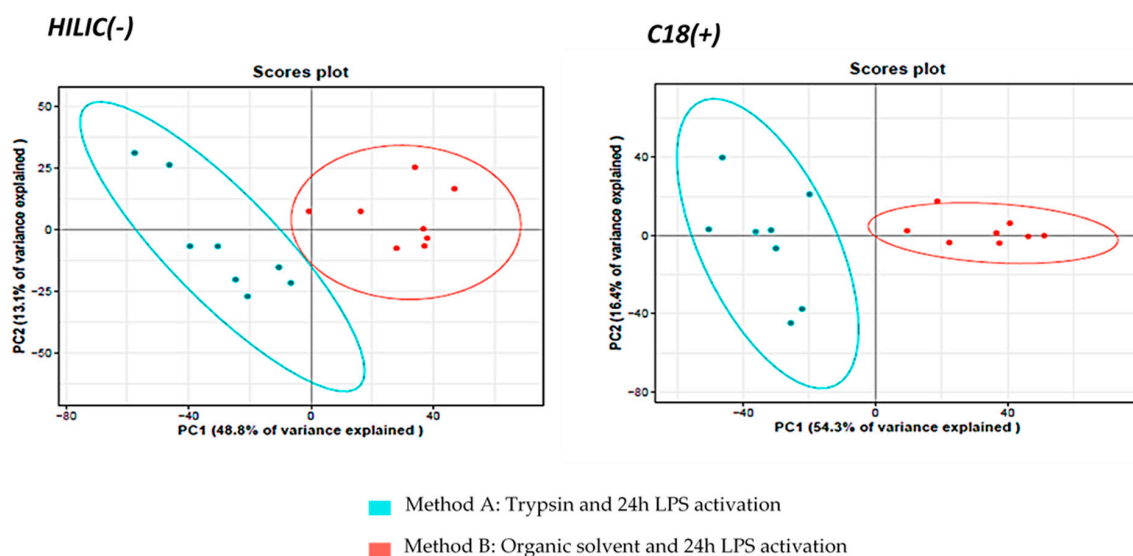 HILIC(-)
C18(+)
Scores plot
50
25
0
−25
−50
PC2 (13.1% of variance explained )
−80
−40
0
40
PC1 (48.8% of variance explained )
Scores plot
40
0
−40
−80
PC2 (16.4% of variance explained )
−40
0
40
PC1 (54.3% of variance explained )
Method A: Trypsin and 24h LPS activation
Method B: Organic solvent and 24h LPS activation